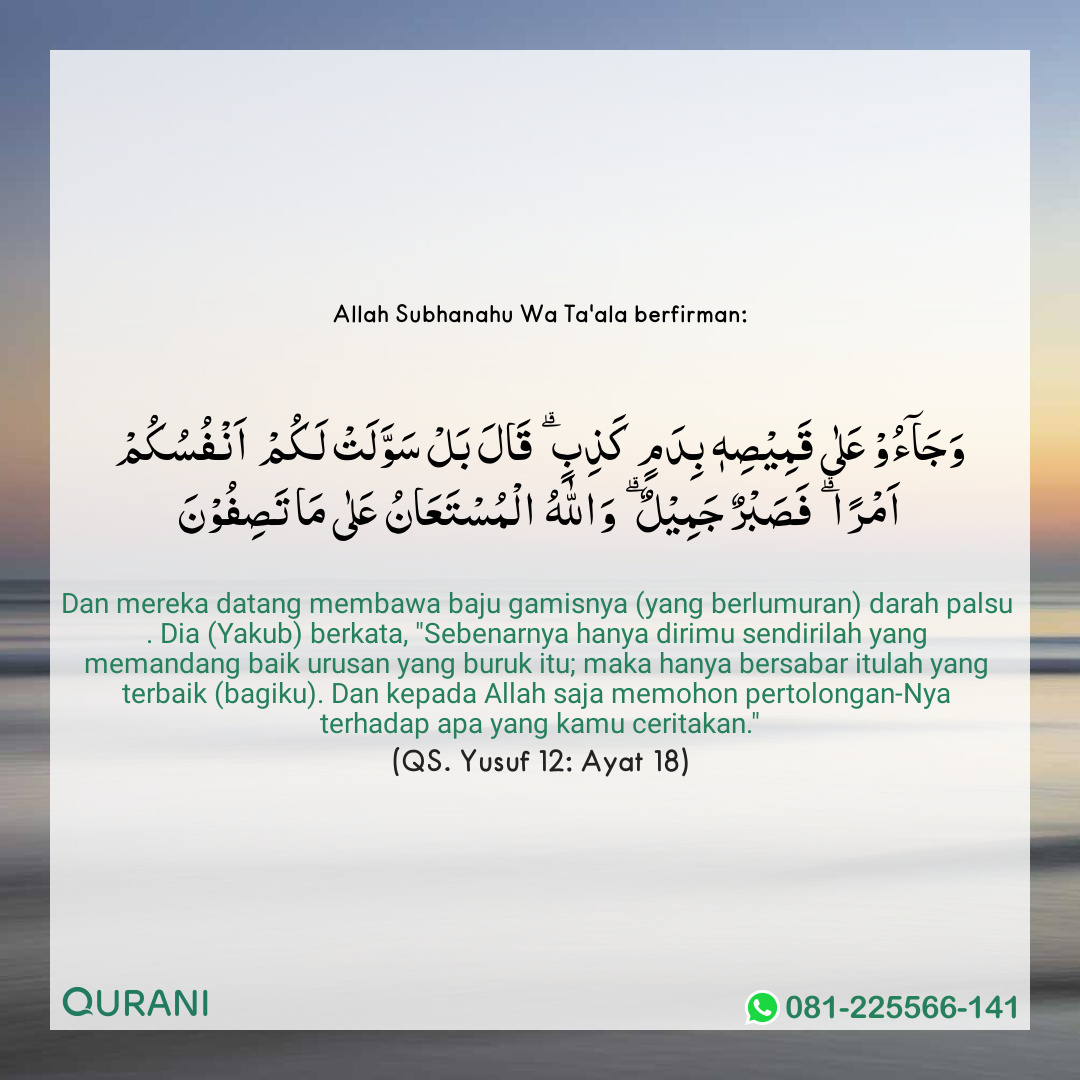 Allah Subhanahu Wa Ta'ala berfirman:
وَجَآءُوْ عَلٰى قَمِيْصِهٖ بِدَمٍ كَذِبٍ ۗ قَالَ بَلْ سَوَّلَتْ لَـكُمْ اَنْفُسُكُمْ
اَمْرًا ۗ فَصَبْرٌ جَمِيْلٌ ۗ وَا للّٰهُ الْمُسْتَعَانُ عَلٰى مَا تَصِفُوْنَ
Dan mereka datang membawa baju gamisnya (yang berlumuran) darah palsu
. Dia (Yakub) berkata, "Sebenarnya hanya dirimu sendirilah yang
memandang baik urusan yang buruk itu; maka hanya bersabar itulah yang
terbaik (bagiku). Dan kepada Allah saja memohon pertolongan-Nya
terhadap apa yang kamu ceritakan."
(QS. Yusuf 12: Ayat 18)
QURANI
081-225566-141